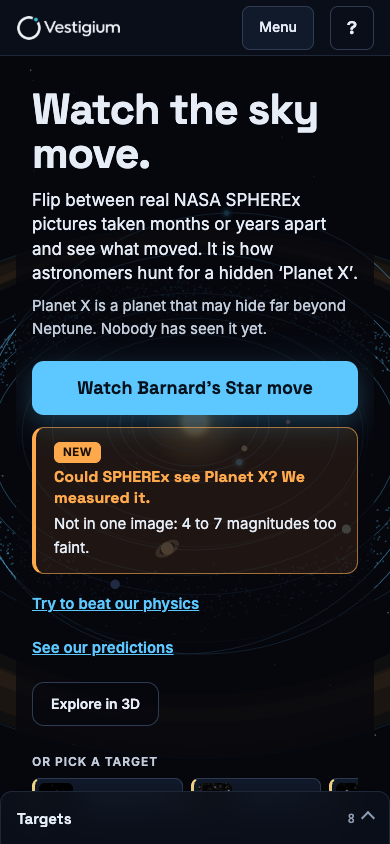 Vestigium
Menu
?
Watch the sky
move.
Flip between real NASA SPHEREx
pictures taken months or years apart
and see what moved. It is how
astronomers hunt for a hidden ‘Planet X’.
Planet X is a planet that may hide far beyond
Neptune. Nobody has seen it yet.
Watch Barnard’s Star move
NEW
Could SPHEREx see Planet X? We
measured it.
Not in one image: 4 to 7 magnitudes too
faint.
Try to beat our physics
See our predictions
Explore in 3D
OR PICK A TARGET
Targets
8